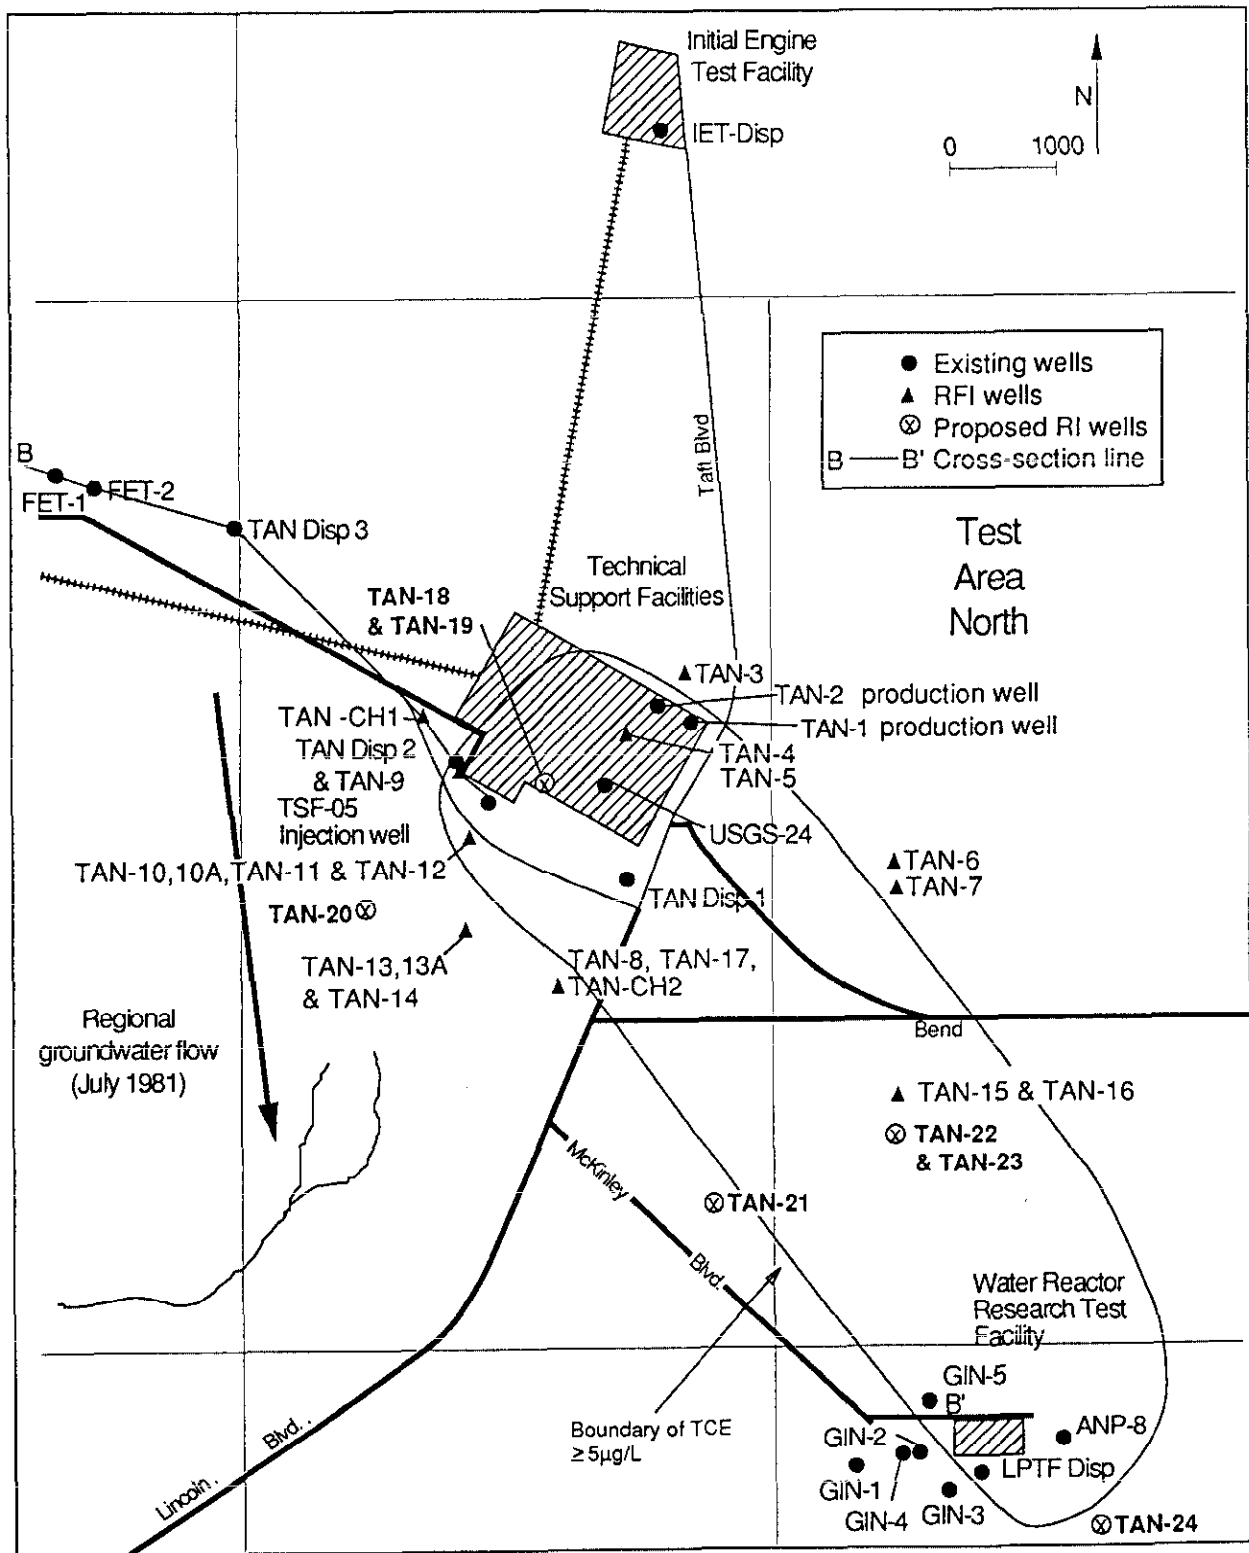 Initial Engine
Test Facility
IET-Disp
N
0 1000
Existing wells
RFI wells
Proposed RI wells
B B' Cross-section line
Taft Blvd
B
FET-1
FET-2
TAN Disp 3
Test
Area
North
Technical
Support Facilities
TAN-18
& TAN-19
TAN-3
TAN-2 production well
TAN-1 production well
TAN -CH1
TAN Disp 2
& TAN-9
TAN-4
TAN-5
TSF-05
Injection well
USGS-24
TAN-10,10A,TAN-11 & TAN-12
TAN-6
TAN-7
TAN Disp 1
TAN-20
TAN-13,13A
& TAN-14
TAN-8, TAN-17,
TAN-CH2
Regional
groundwater flow
(July 1981)
Bend
TAN-15 & TAN-16
TAN-22
& TAN-23
McKinley
Blvd.
TAN-21
Water Reactor
Research Test
Facility
GIN-5
B'
Boundary of TCE
≥5µg/L
GIN-2
ANP-8
LPTF Disp
GIN-1
GIN-4
GIN-3
TAN-24
Lincoln .
Blvd. .